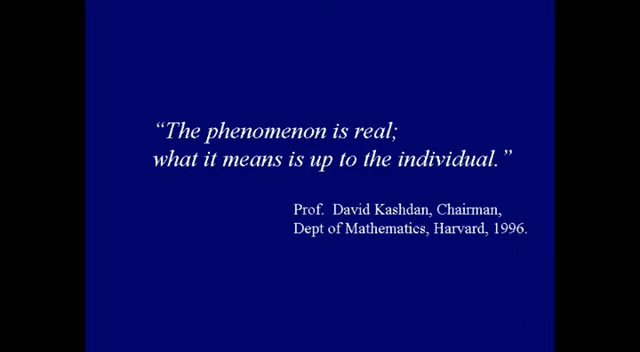 “The phenomenon is real;
what it means is up to the individual.”
Prof.  David Kashdan, Chairman,
Dept of Mathematics, Harvard, 1996.